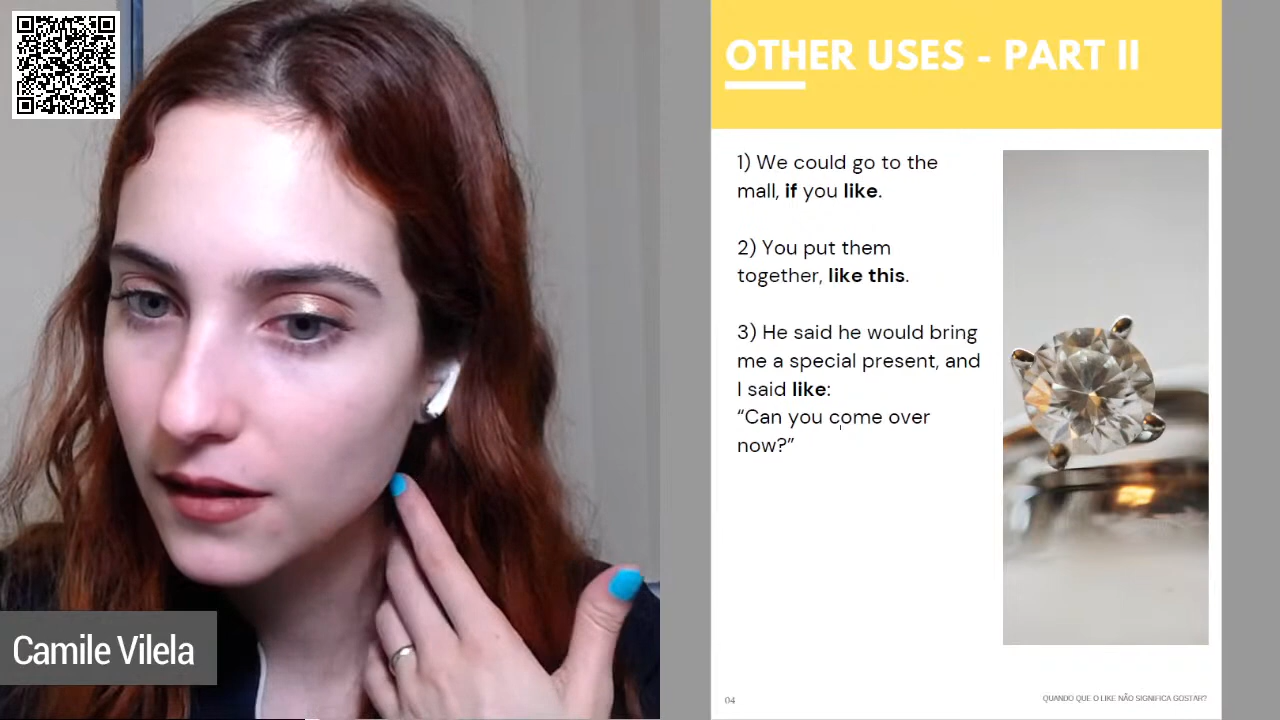 OTHER USES - PART II
1) We could go to the
mall, if you like.
2) You put them
together, like this.
3) He said he would bring
me a special present, and
I said like:
“Can you come over
now?”
Camile Vilela
04
QUANDO QUE O LIKE NÃO SIGNIFICA GOSTAR?